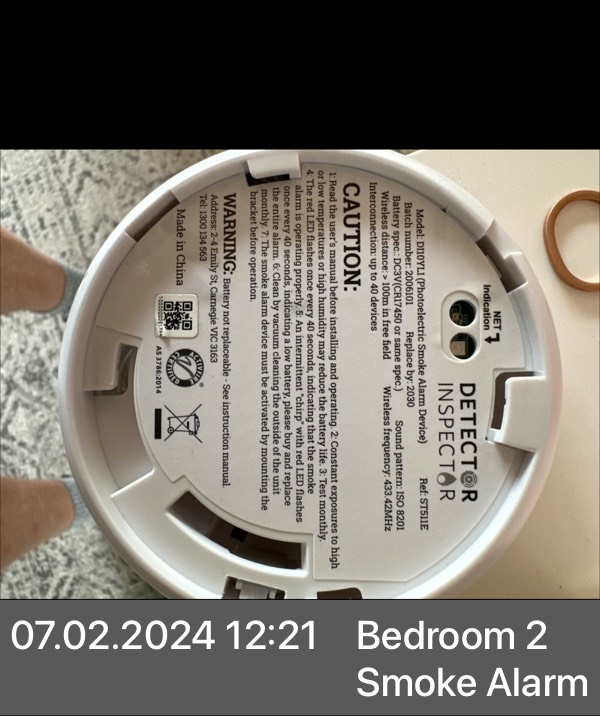 DETECTOR
INSPECTOR
NET
Indication
Model: DI10YL1 (Photoelectric Smoke Alarm Device) Ref: ST511E
Batch number: 2006101 Replace by: 2030
Battery spec.: DC3V(CR17450 or same spec.) Sound pattern: ISO 8201
Wireless distance: > 100m in free field Wireless frequency: 433.42MHz
Interconnection: up to 40 devices
CAUTION:
1: Read the user's manual before installing and operating. 2: Constant exposures to high
or low temperatures or high humidity may reduce the battery life. 3: Test monthly.
4: The red LED flashes once every 40 seconds, indicating that the smoke
alarm is operating properly. 5: An intermittent "chirp" with red LED flashes
once every 40 seconds, indicating a low battery, please buy and replace
the entire alarm. 6: Clean by vacuum cleaning the outside of the unit
monthly. 7: The smoke alarm device must be activated by mounting the
bracket before operation.
WARNING: Battery not replaceable - See instruction manual.
Address: 2-4 Emily St, Carnegie VIC 3163
Tel: 1300 134 563
Made in China
AS 3786:2014
07.02.2024 12:21
Bedroom 2
Smoke Alarm